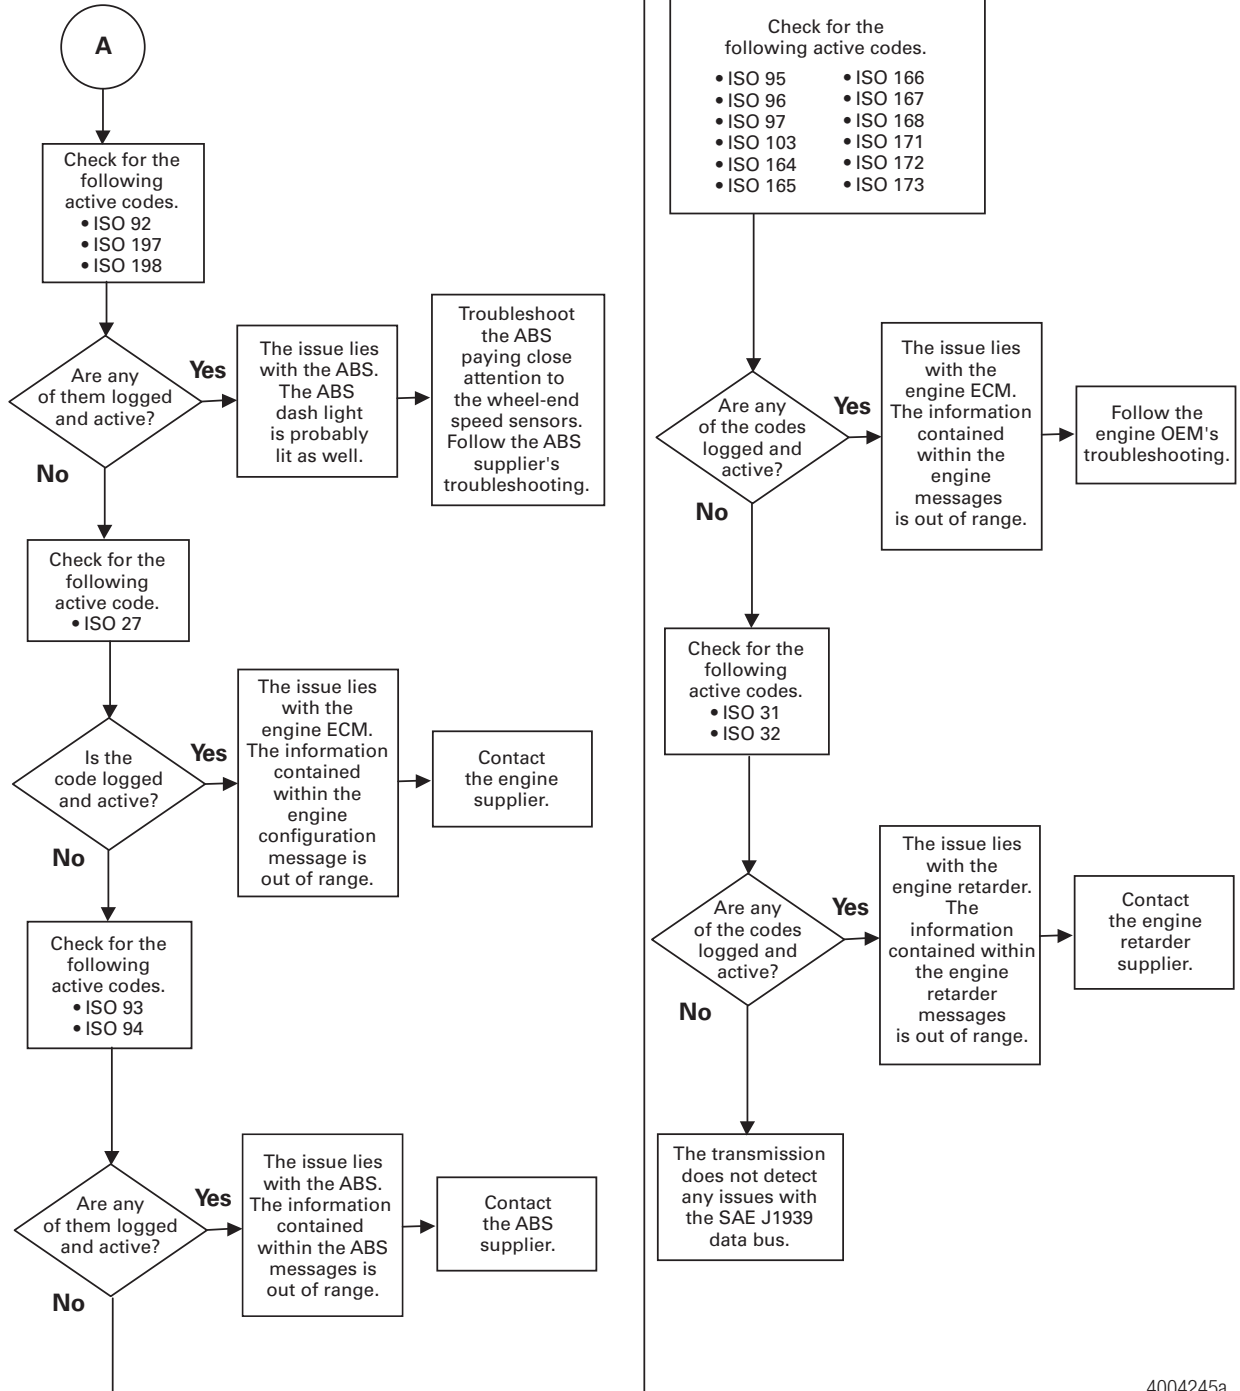 A
Check for the
following
active codes.
• ISO 92
• ISO 197
• ISO 198
Are any
of them logged
and active?
Yes
The issue lies
with the ABS.
The ABS
dash light
is probably
lit as well.
Troubleshoot
the ABS
paying close
attention to
the wheel-end
speed sensors.
Follow the ABS
supplier's
troubleshooting.
No
Check for the
following
active code.
• ISO 27
Is the
code logged
and active?
Yes
The issue lies
with the
engine ECM.
The information
contained
within the
engine
configuration
message is
out of range.
Contact
the engine
supplier.
No
Check for the
following
active codes.
• ISO 93
• ISO 94
Are any
of them logged
and active?
Yes
The issue lies
with the ABS.
The information
contained
within the ABS
messages is
out of range.
Contact
the ABS
supplier.
No
Check for the
following active codes.
• ISO 95
• ISO 96
• ISO 97
• ISO 103
• ISO 164
• ISO 165
• ISO 166
• ISO 167
• ISO 168
• ISO 171
• ISO 172
• ISO 173
Are any
of the codes
logged and
active?
Yes
The issue lies
with the
engine ECM.
The information
contained
within the
engine
messages
is out of range.
Follow the
engine OEM's
troubleshooting.
No
Check for the
following
active codes.
• ISO 31
• ISO 32
Are any
of the codes
logged and
active?
Yes
The issue lies
with the
engine retarder.
The
information
contained within
the engine
retarder
messages
is out of range.
Contact
the engine
retarder
supplier.
No
The transmission
does not detect
any issues with
the SAE J1939
data bus.
4004245a